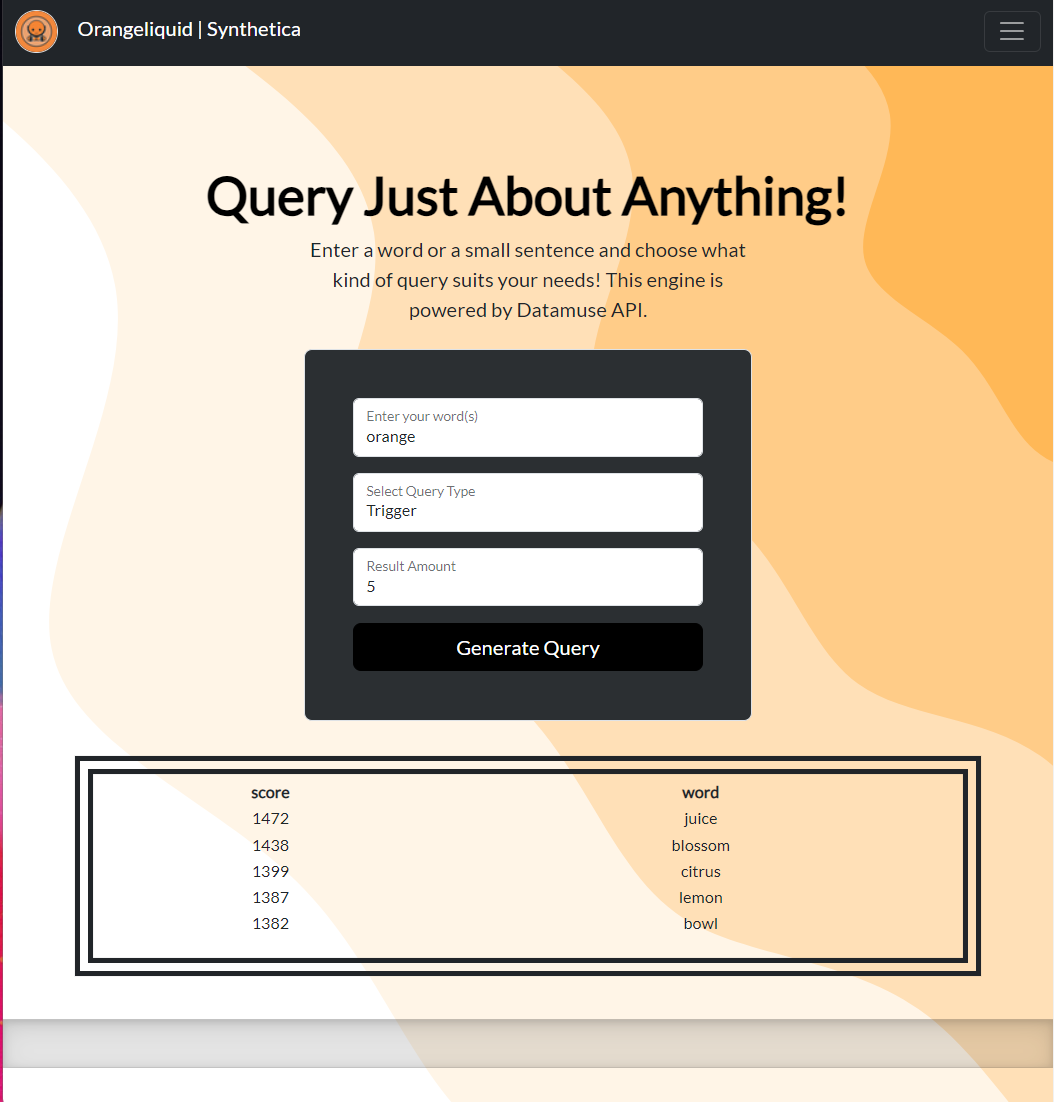 Orangeliquid | Synthetica
Query Just About Anything!
Enter a word or a small sentence and choose what
kind of query suits your needs! This engine is
powered by Datamuse API.
Enter your word(s)
orange
Select Query Type
Trigger
Result Amount
5
Generate Query
score word
1472 juice
1438 blossom
1399 citrus
1387 lemon
1382 bowl